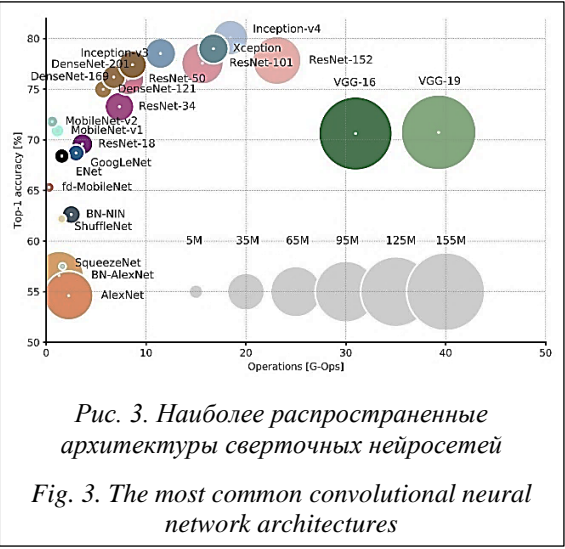 Inception-v4
80
Inception-v3
Xception
DenseNet-201
ResNet-101
ResNet-152
DenseNet-169
ResNet-50
VGG-16
VGG-19
75
DenseNet-121
ResNet-34
MobileNet-v2
MobileNet-v1
70
ResNet-18
GoogLeNet
ENet
65
fd-MobileNet
BN-NIN
ShuffleNet
60
5M 35M 65M 95M 125M 155M
SqueezeNet
BN-AlexNet
55
AlexNet
50
Top-1 accuracy [%]
0 10 20 30 40 50
Operations [G-Ops]
Рис. 3. Наиболее распространенные
архитектуры сверточных нейросетей
Fig. 3. The most common convolutional neural
network architectures